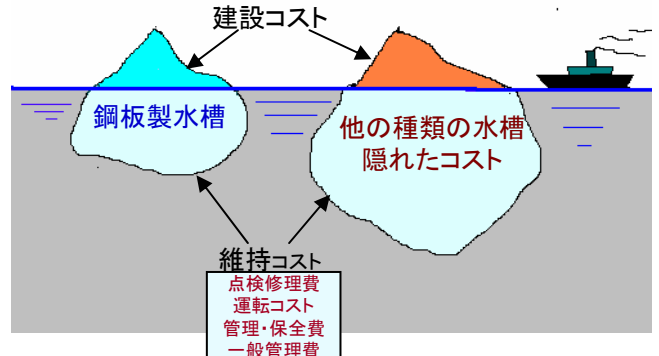 建設コスト
鋼板製水槽
他の種類の水槽
隠れたコスト
維持コスト
点検修理費
運転コスト
管理・保全費
一般管理費